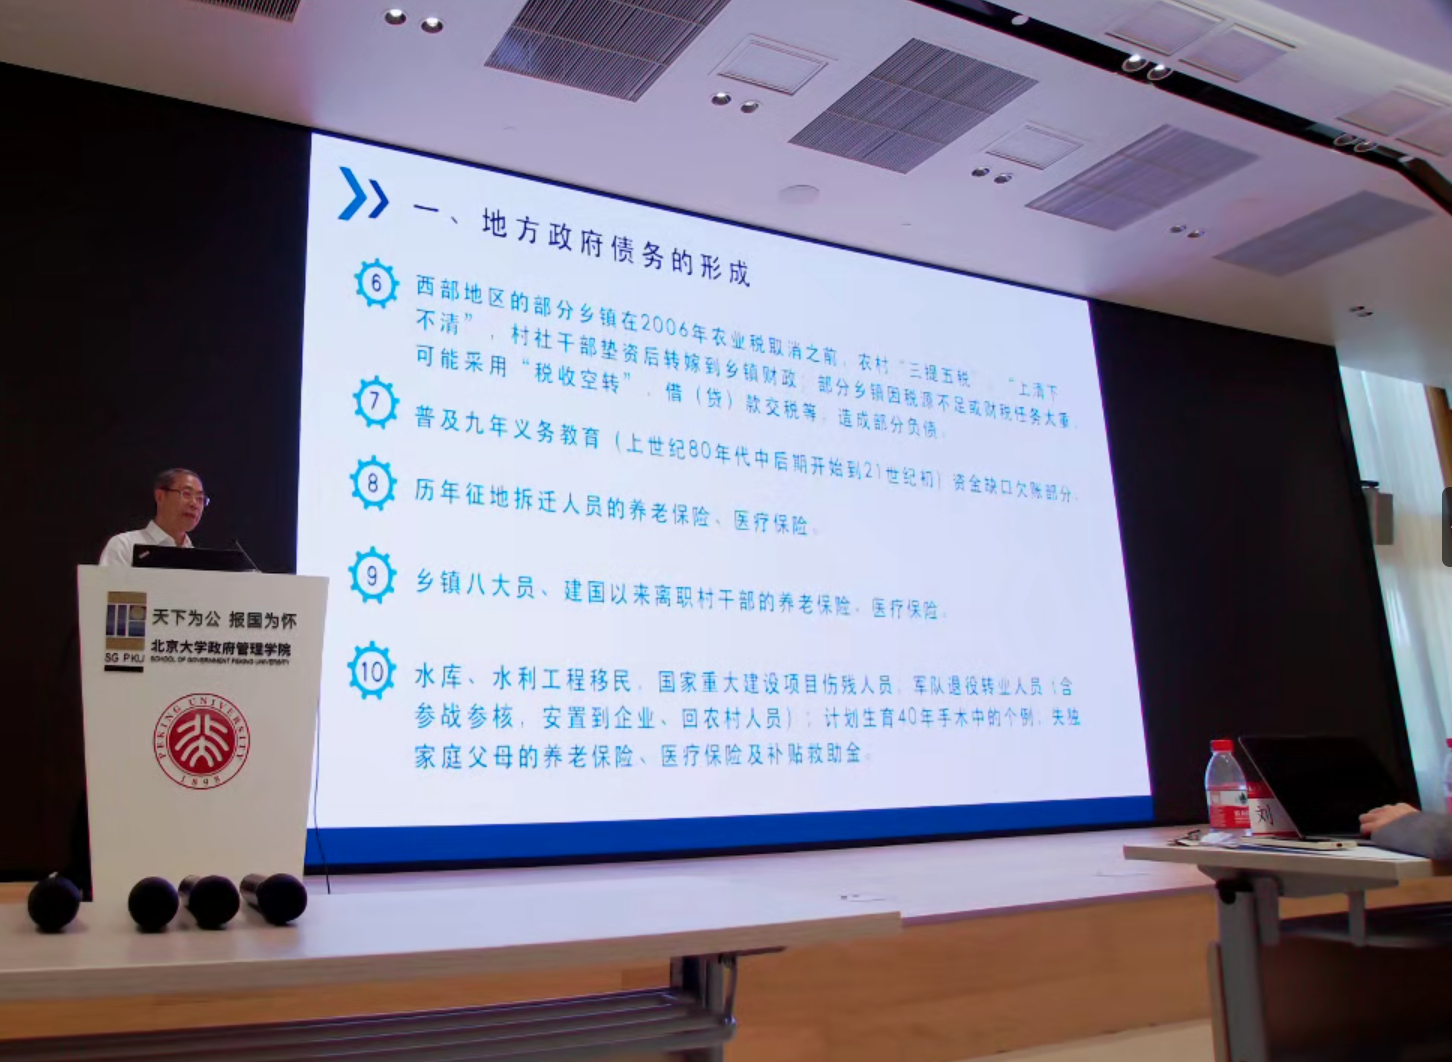 一、地方政府债务的形成
6
西部地区的部分乡镇在2006年农业税取消之前，农村“三提五税”、“上清下
不清”，村社干部垫资后转嫁到乡镇财政；部分乡镇因税源不足或财税任务太重，
可能采用“税收空转”，借（贷）款交税等，造成部分负债。
7
普及九年义务教育（上世纪80年代中后期开始到21世纪初）资金缺口欠账部分。
8
历年征地拆迁人员的养老保险、医疗保险。
9
乡镇八大员、建国以来离职村干部的养老保险，医疗保险。
10
水库、水利工程移民，国家重大建设项目伤残人员；军队退役转业人员（含
参战参核，安置到企业、回农村人员）；计划生育40年手术中的个例；失独
家庭父母的养老保险、医疗保险及补贴救助金。
天下为公 报国为怀
北京大学政府管理学院
SG PKU
SCHOOL OF GOVERNMENT PEKING UNIVERSITY
PEKING UNIVERSITY
1898
刘